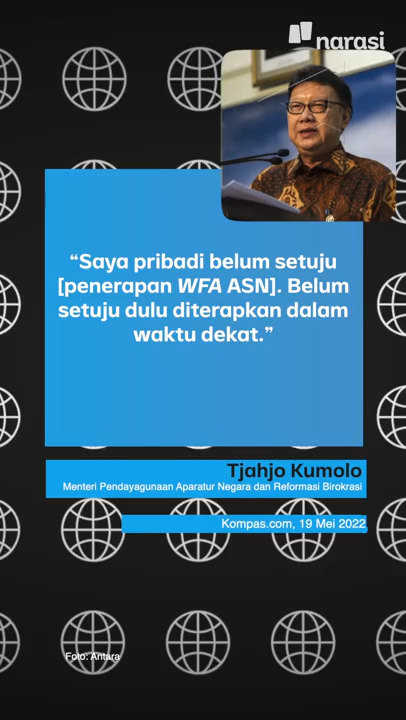 narasi
“Saya pribadi belum setuju
[penerapan WFA ASN]. Belum
setuju dulu diterapkan dalam
waktu dekat.”
Tjahjo Kumolo
Menteri Pendayagunaan Aparatur Negara dan Reformasi Birokrasi
Kompas.com, 19 Mei 2022
Foto: Antara